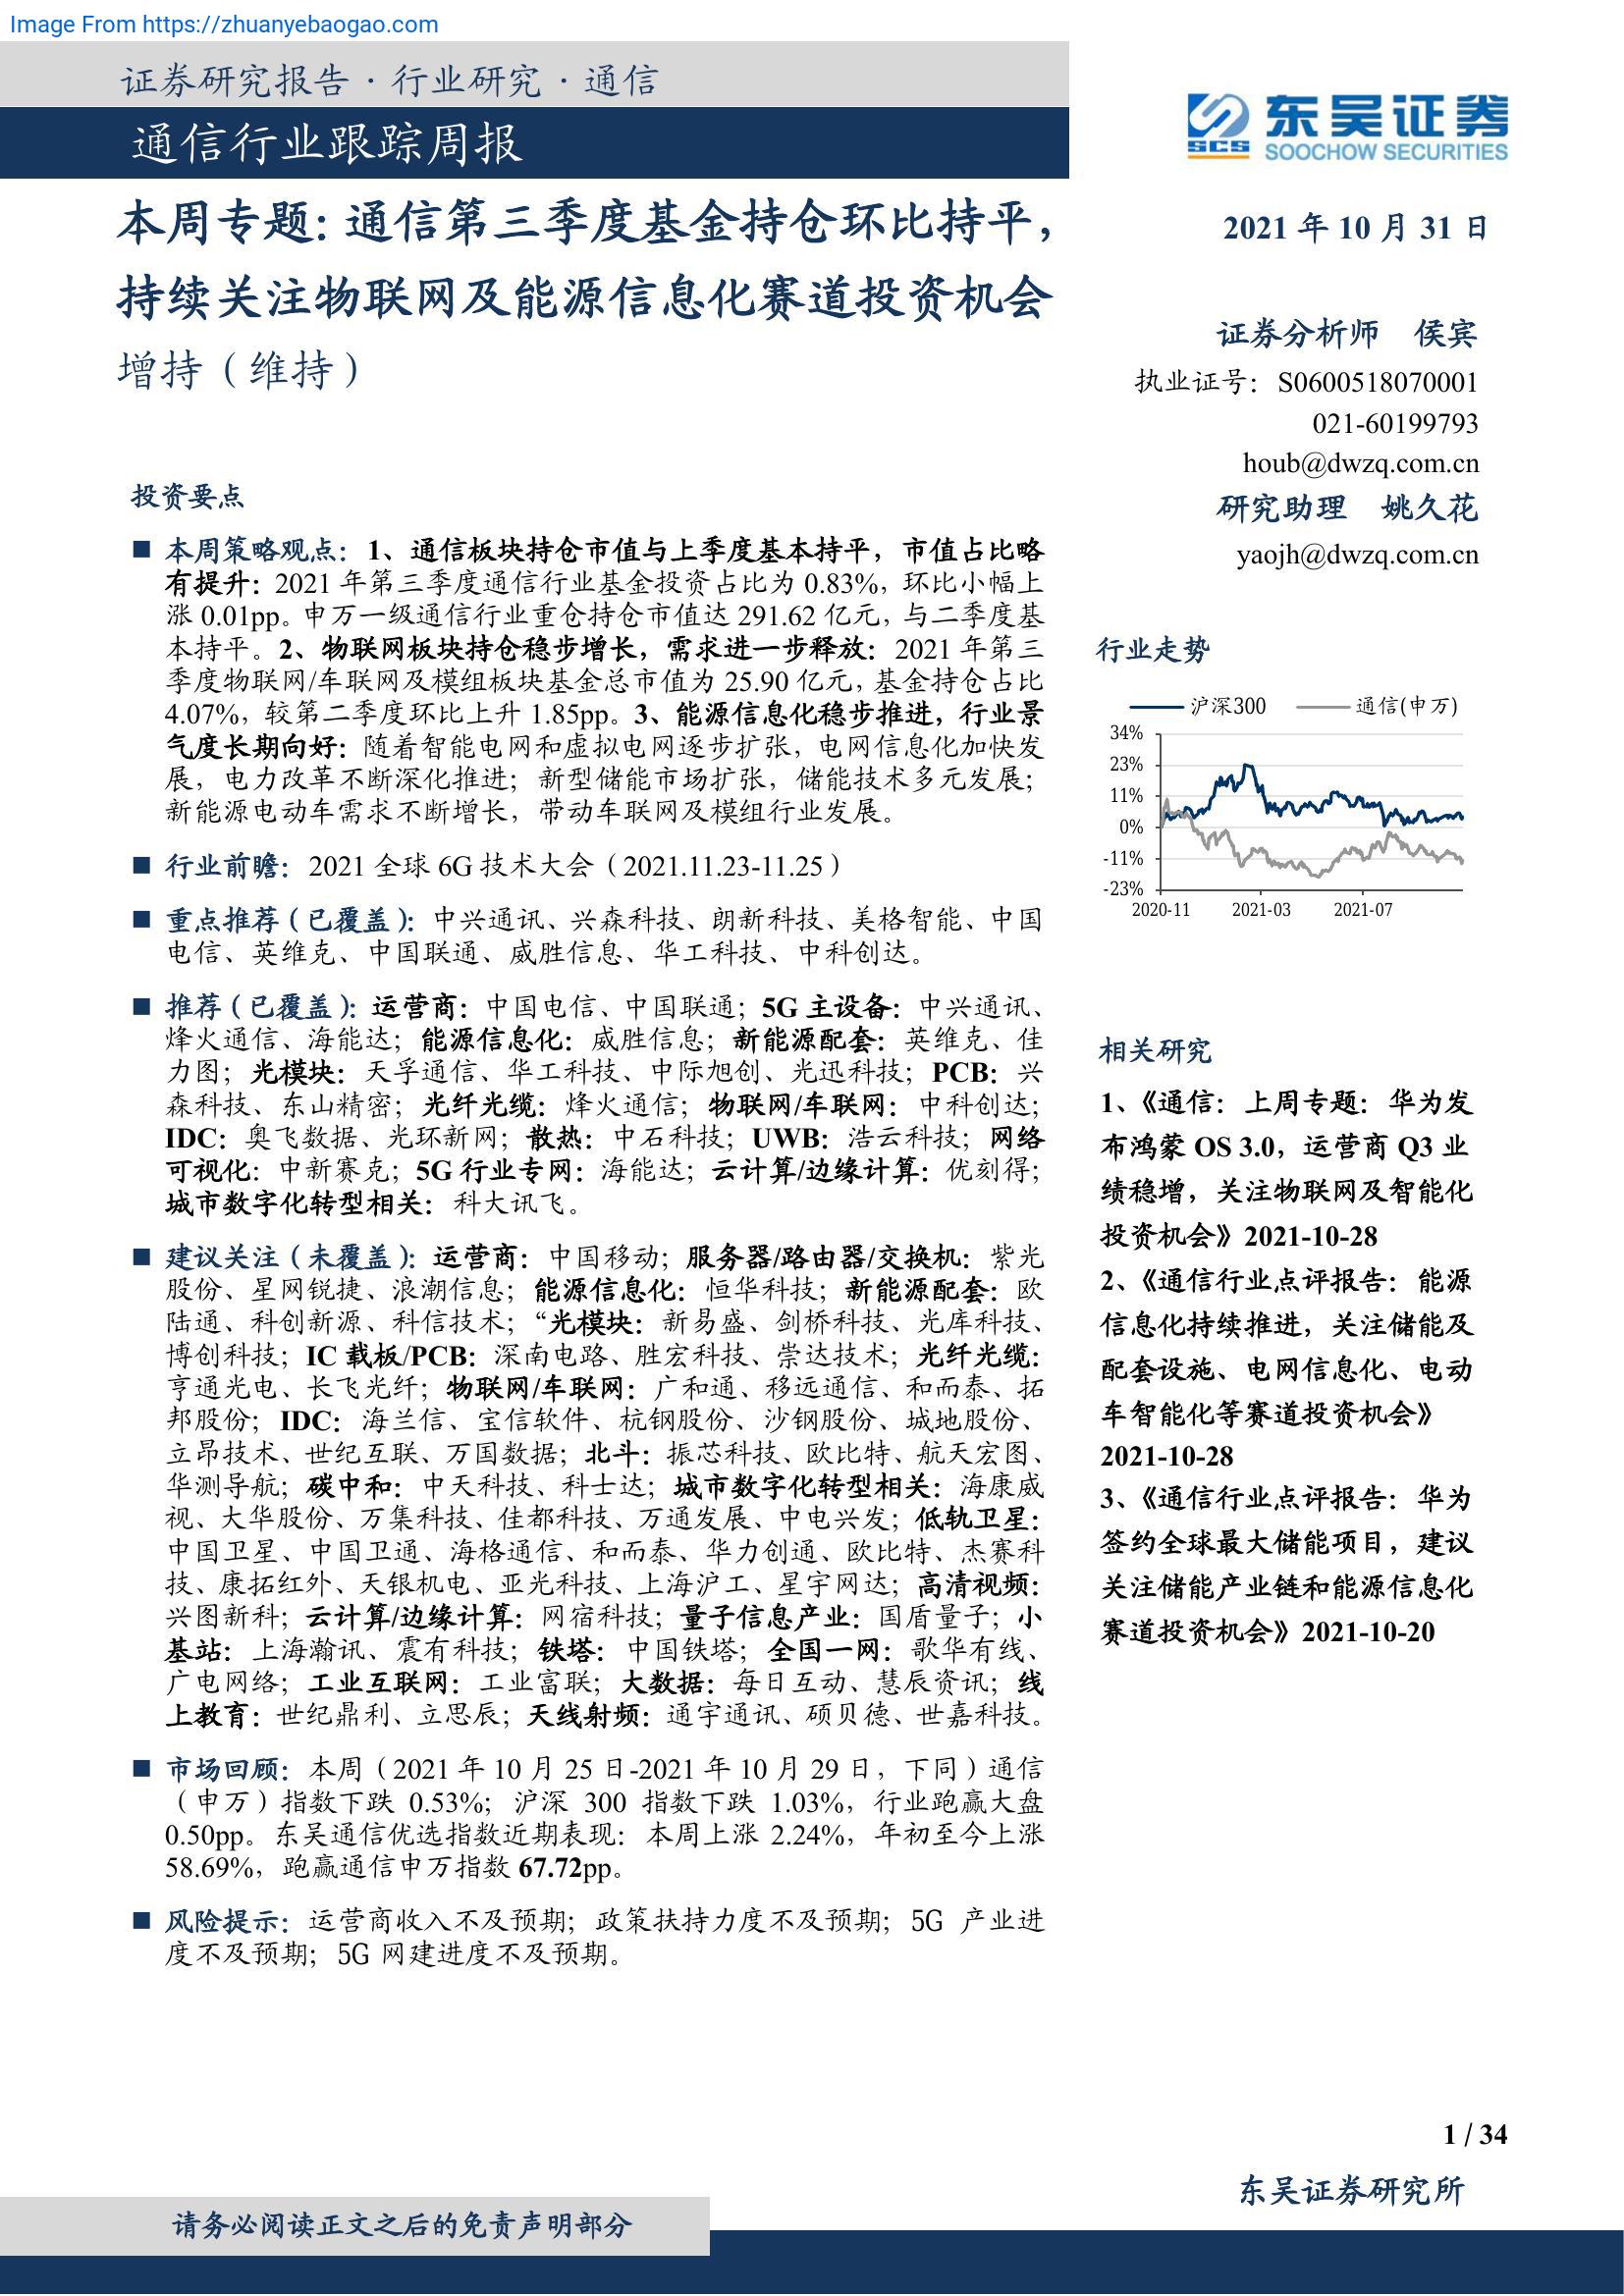 Image From https://zhuanyebaogao.com
证券研究报告·行业研究·通信
通信行业跟踪周报
东吴证券
SCS
SOOCHOW SECURITIES
本周专题：通信第三季度基金持仓环比持平，
持续关注物联网及能源信息化赛道投资机会
增持（维持）
2021 年 10 月 31 日
证券分析师 侯宾
执业证号：S0600518070001
021-60199793
houb@dwzq.com.cn
研究助理 姚久花
yaojh@dwzq.com.cn
投资要点
■ 本周策略观点：1、通信板块持仓市值与上季度基本持平，市值占比略
有提升：2021 年第三季度通信行业基金投资占比为 0.83%，环比小幅上
涨 0.01pp。申万一级通信行业重仓持仓市值达 291.62 亿元，与二季度基
本持平。2、物联网板块持仓稳步增长，需求进一步释放：2021 年第三
季度物联网/车联网及模组板块基金总市值为 25.90 亿元，基金持仓占比
4.07%，较第二季度环比上升 1.85pp。3、能源信息化稳步推进，行业景
气度长期向好：随着智能电网和虚拟电网逐步扩张，电网信息化加快发
展，电力改革不断深化推进；新型储能市场扩张，储能技术多元发展；
新能源电动车需求不断增长，带动车联网及模组行业发展。
■ 行业前瞻：2021 全球 6G 技术大会（2021.11.23-11.25）
■ 重点推荐（已覆盖）：中兴通讯、兴森科技、朗新科技、美格智能、中国
电信、英维克、中国联通、威胜信息、华工科技、中科创达。
■ 推荐（已覆盖）：运营商：中国电信、中国联通；5G 主设备：中兴通讯、
烽火通信、海能达；能源信息化：威胜信息；新能源配套：英维克、佳
力图；光模块：天孚通信、华工科技、中际旭创、光迅科技；PCB：兴
森科技、东山精密；光纤光缆：烽火通信；物联网/车联网：中科创达；
IDC：奥飞数据、光环新网；散热：中石科技；UWB：浩云科技；网络
可视化：中新赛克；5G 行业专网：海能达；云计算/边缘计算：优刻得；
城市数字化转型相关：科大讯飞。
■ 建议关注（未覆盖）：运营商：中国移动；服务器/路由器/交换机：紫光
股份、星网锐捷、浪潮信息；能源信息化：恒华科技；新能源配套：欧
陆通、科创新源、科信技术；“光模块：新易盛、剑桥科技、光库科技、
博创科技；IC 载板/PCB：深南电路、胜宏科技、崇达技术；光纤光缆：
亨通光电、长飞光纤；物联网/车联网：广和通、移远通信、和而泰、拓
邦股份；IDC：海兰信、宝信软件、杭钢股份、沙钢股份、城地股份、
立昂技术、世纪互联、万国数据；北斗：振芯科技、欧比特、航天宏图、
华测导航；碳中和：中天科技、科士达；城市数字化转型相关：海康威
视、大华股份、万集科技、佳都科技、万通发展、中电兴发；低轨卫星：
中国卫星、中国卫通、海格通信、和而泰、华力创通、欧比特、杰赛科
技、康拓红外、天银机电、亚光科技、上海沪工、星宇网达；高清视频：
兴图新科；云计算/边缘计算：网宿科技；量子信息产业：国盾量子；小
基站：上海瀚讯、震有科技；铁塔：中国铁塔；全国一网：歌华有线、
广电网络；工业互联网：工业富联；大数据：每日互动、慧辰资讯；线
上教育：世纪鼎利、立思辰；天线射频：通宇通讯、硕贝德、世嘉科技。
■ 市场回顾：本周（2021 年 10 月 25 日-2021 年 10 月 29 日，下同）通信
（申万）指数下跌 0.53%；沪深 300 指数下跌 1.03%，行业跑赢大盘
0.50pp。东吴通信优选指数近期表现：本周上涨 2.24%，年初至今上涨
58.69%，跑赢通信申万指数 67.72pp。
■ 风险提示：运营商收入不及预期；政策扶持力度不及预期；5G 产业进
度不及预期；5G 网建进度不及预期。
行业走势
沪深300 通信(申万)
34%
23%
11%
0%
-11%
-23%
2020-11 2021-03 2021-07
相关研究
1、《通信：上周专题：华为发
布鸿蒙 OS 3.0，运营商 Q3 业
绩稳增，关注物联网及智能化
投资机会》2021-10-28
2、《通信行业点评报告：能源
信息化持续推进，关注储能及
配套设施、电网信息化、电动
车智能化等赛道投资机会》
2021-10-28
3、《通信行业点评报告：华为
签约全球最大储能项目，建议
关注储能产业链和能源信息化
赛道投资机会》2021-10-20
1 / 34
东吴证券研究所
请务必阅读正文之后的免责声明部分